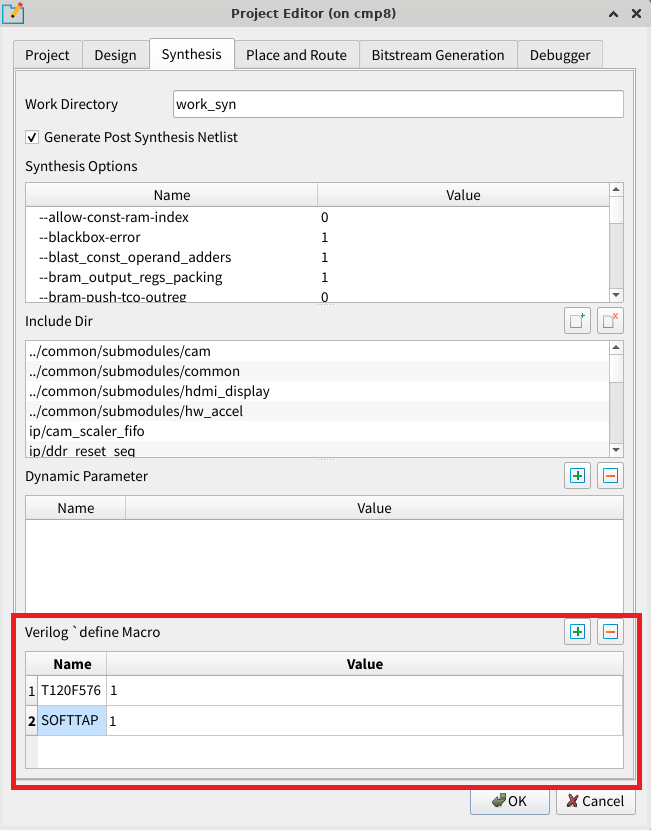 Project Editor (on cmp8)
Project Design Synthesis Place and Route Bitstream Generation Debugger
Work Directory work_syn
Generate Post Synthesis Netlist
Synthesis Options
Name Value
--allow-const-ram-index 0
--blackbox-error 1
--blast_const_operand_adders 1
--bram_output_regs_packing 1
--bram-push-tco-outreg 0
Include Dir
../common/submodules/cam
../common/submodules/common
../common/submodules/hdmi_display
../common/submodules/hw_accel
ip/cam_scaler_fifo
ip/ddr_reset_seq
Dynamic Parameter
Name Value
Verilog `define Macro
Name Value
1 T120F576 1
2 SOFTTAP 1
OK Cancel